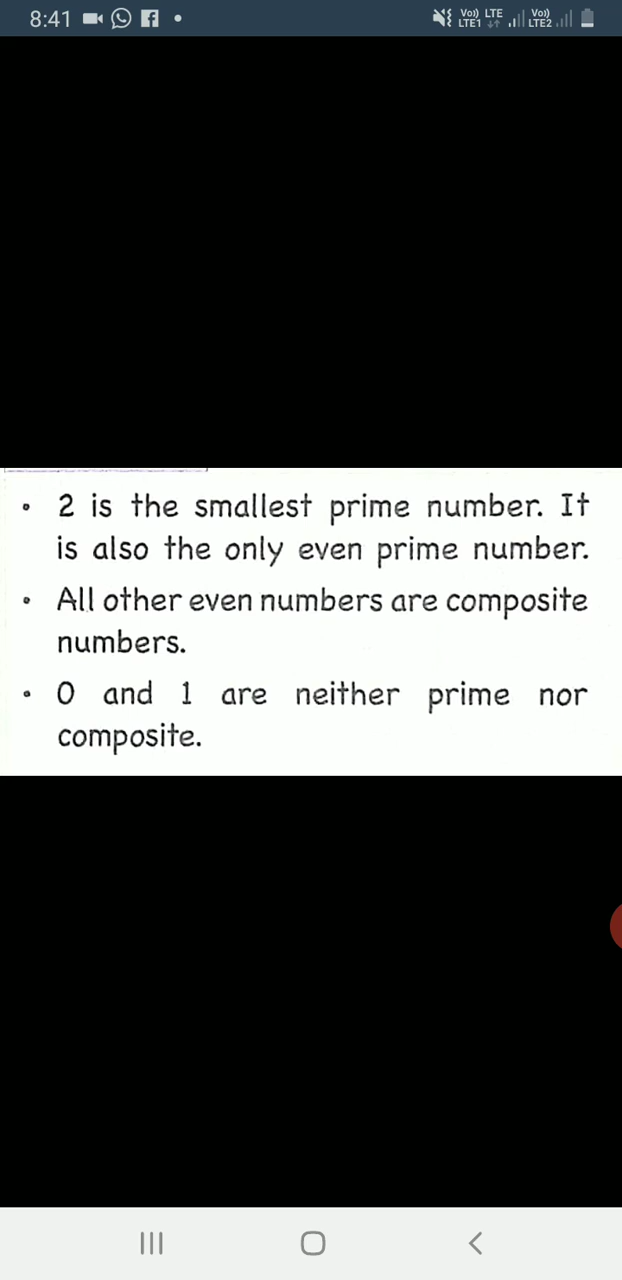 8:41
Vo)) LTE Vo))
LTE1 LTE2
• 2 is the smallest prime number. It
is also the only even prime number.
• All other even numbers are composite
numbers.
• 0 and 1 are neither prime nor
composite.